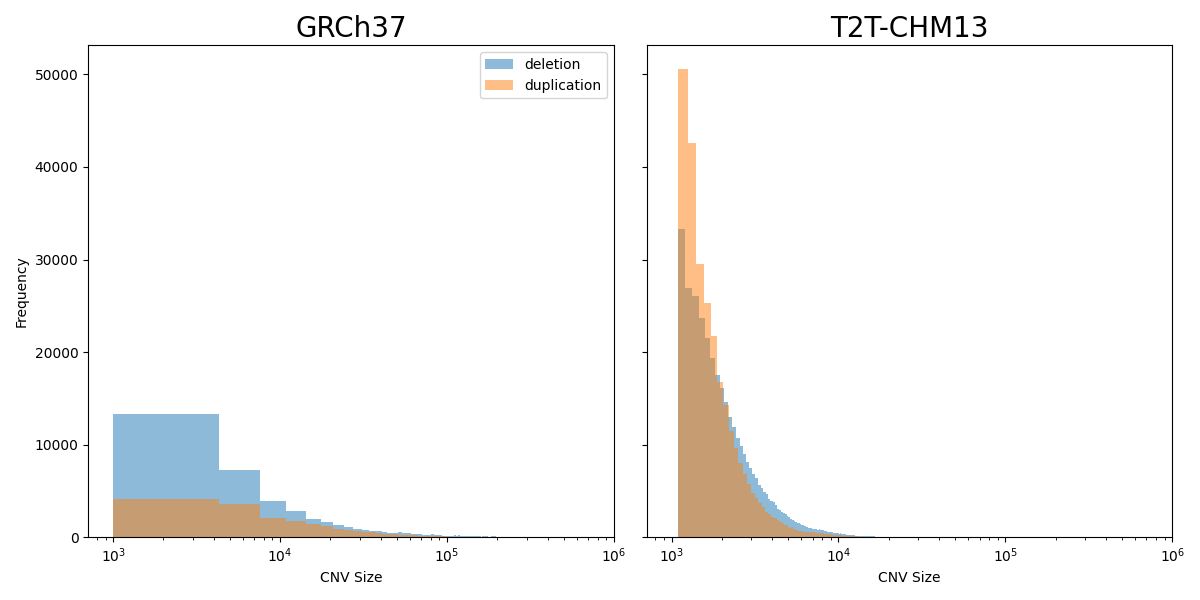 GRCh37
T2T-CHM13
deletion
duplication
50000
40000
30000
20000
10000
0
Frequency
10³
10⁴
10⁵
10⁶
CNV Size
10³
10⁴
10⁵
10⁶
CNV Size